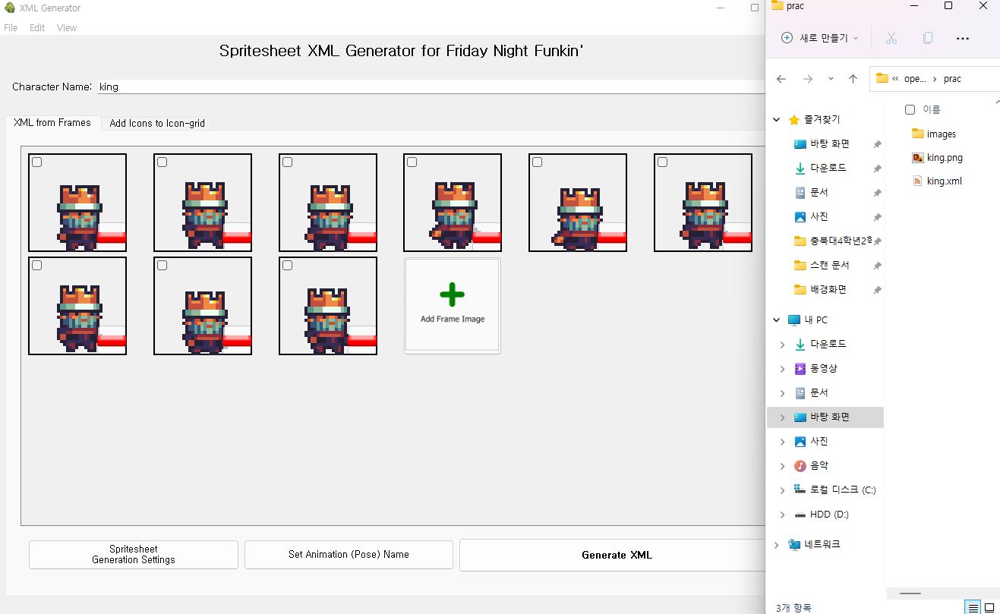 XML Generator
File Edit View
Spritesheet XML Generator for Friday Night Funkin'
Character Name: king
XML from Frames Add Icons to Icon-grid
Add Frame Image
Spritesheet
Generation Settings
Set Animation (Pose) Name
Generate XML
prac
새로 만들기
« ope... › prac
이름
즐겨찾기
바탕 화면
다운로드
문서
사진
충북대4학년2학
스캔 문서
배경화면
내 PC
다운로드
동영상
문서
바탕 화면
사진
음악
로컬 디스크 (C:)
HDD (D:)
네트워크
images
king.png
king.xml
3개 항목